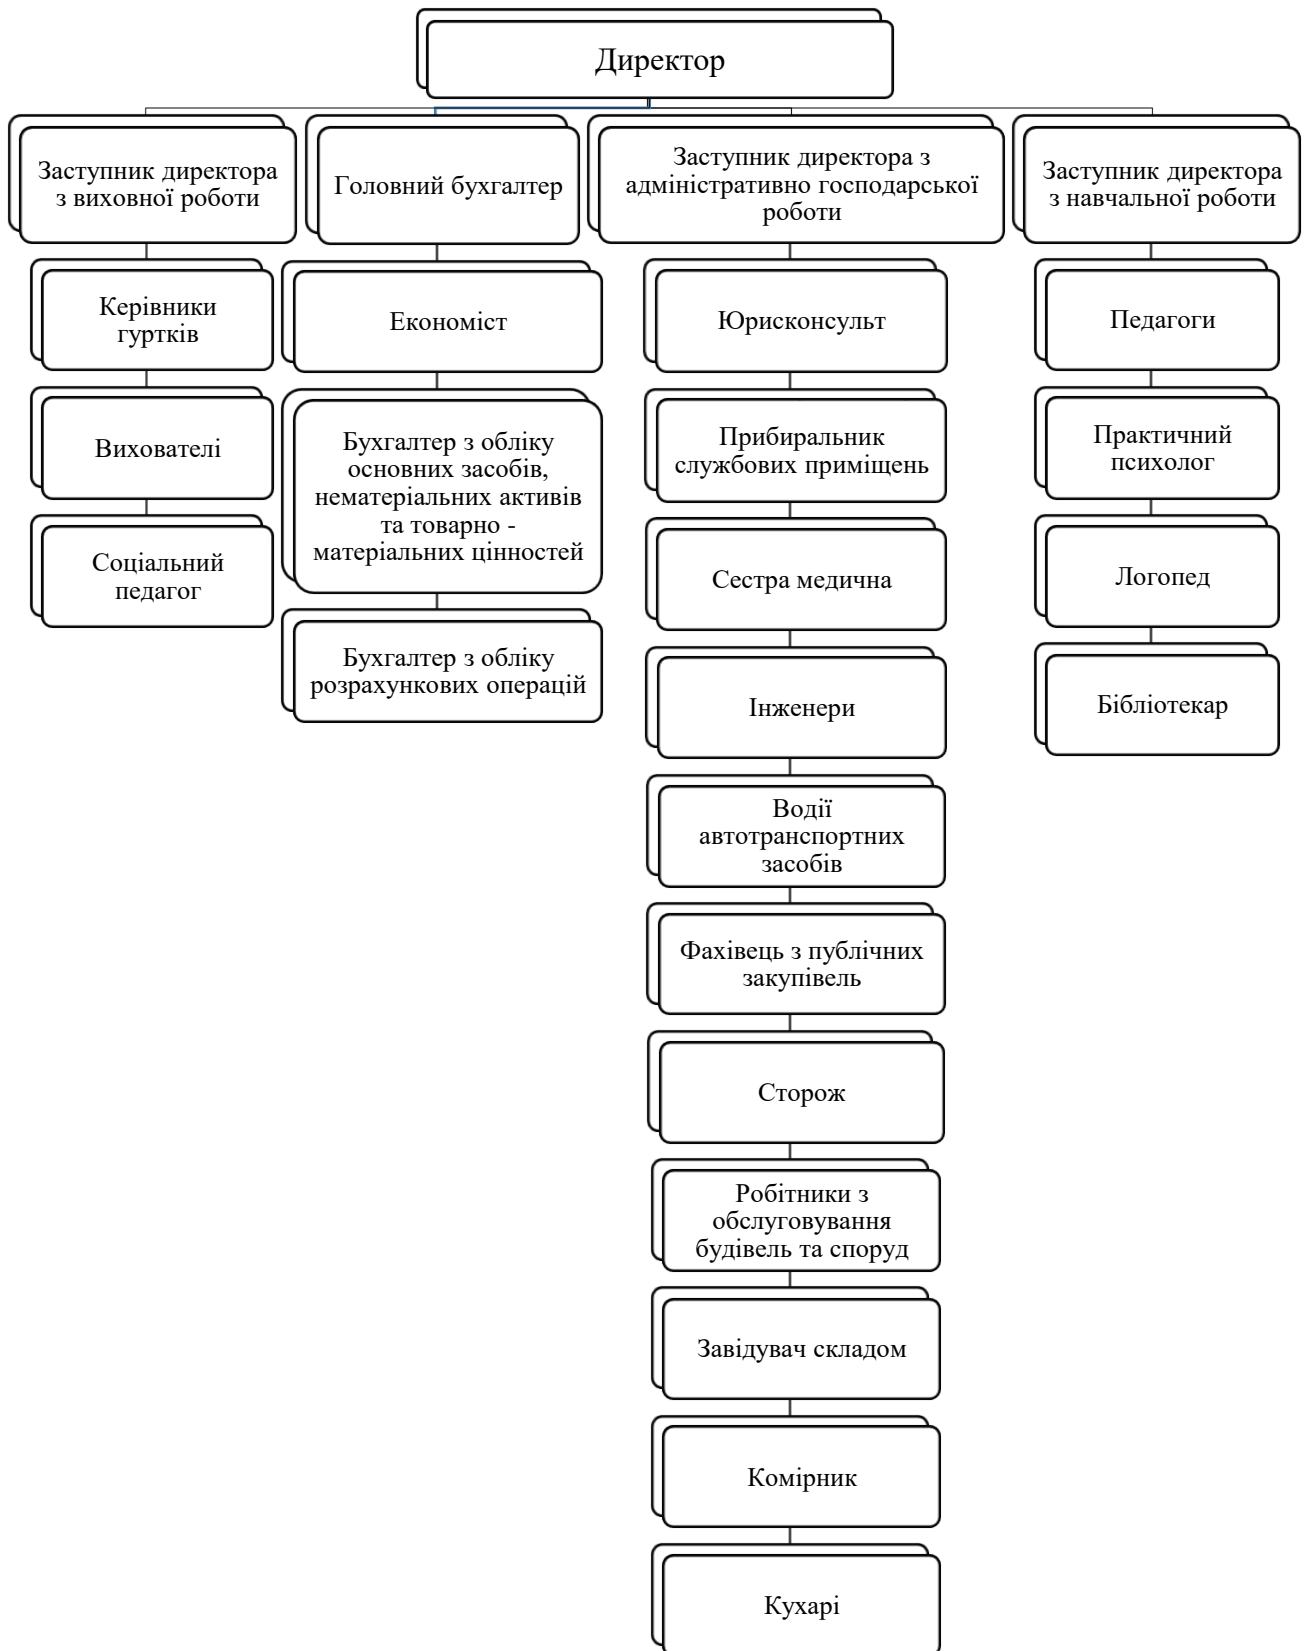 Директор
Заступник директора
з виховної роботи
Головний бухгалтер
Заступник директора з
адміністративно господарської
роботи
Заступник директора
з навчальної роботи
Керівники
гуртків
Вихователі
Соціальний
педагог
Економіст
Бухгалтер з обліку
основних засобів,
нематеріальних активів
та товарно -
матеріальних цінностей
Бухгалтер з обліку
розрахункових операцій
Юрисконсульт
Прибиральник
службових приміщень
Сестра медична
Інженери
Водії
автотранспортних
засобів
Фахівець з публічних
закупівель
Сторож
Робітники з
обслуговування
будівель та споруд
Завідувач складом
Комірник
Кухарі
Педагоги
Практичний
психолог
Логопед
Бібліотекар